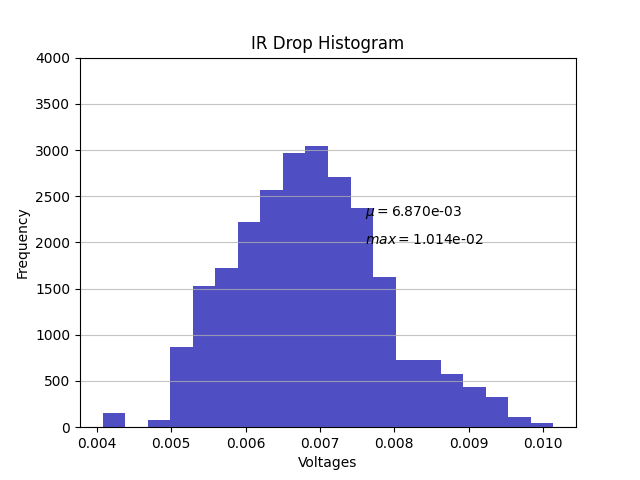 IR Drop Histogram
4000
3500
3000
2500
2000
1500
1000
500
0
Frequency
μ = 6.870e-03
max = 1.014e-02
0.004 0.005 0.006 0.007 0.008 0.009 0.010
Voltages